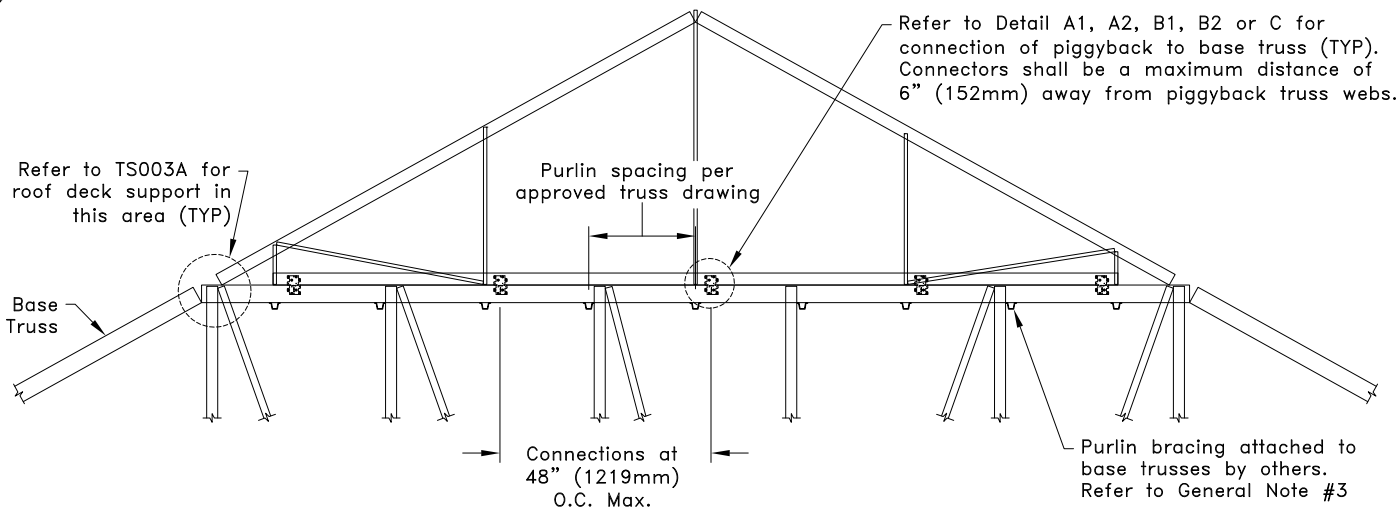 Refer to Detail A1, A2, B1, B2 or C for
connection of piggyback to base truss (TYP).
Connectors shall be a maximum distance of
6” (152mm) away from piggyback truss webs.
Refer to TS003A for
roof deck support in
this area (TYP)
Purlin spacing per
approved truss drawing
Base
Truss
Connections at
48” (1219mm)
O.C. Max.
Purlin bracing attached to
base trusses by others.
Refer to General Note #3